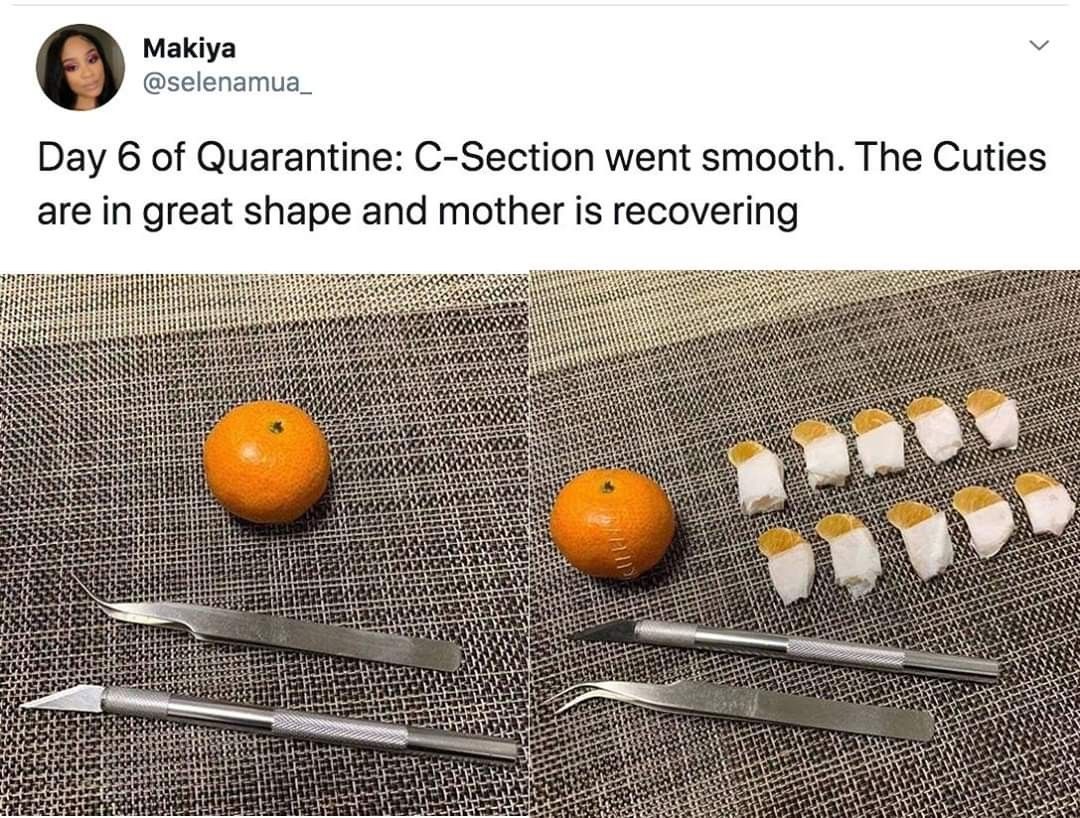 Makiya
@selenamua_
Day 6 of Quarantine: C-Section went smooth. The Cuties
are in great shape and mother is recovering